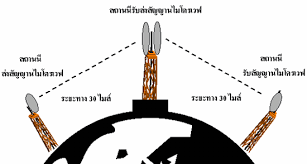 สถานีรับส่งสัญญานไมโครเวฟ
สถานี
ส่งสัญญานไมโครเวฟ
สถานี
รับสัญญานไมโครเวฟ
ระยะทาง 30 ไมล์
ระยะทาง 30 ไมล์